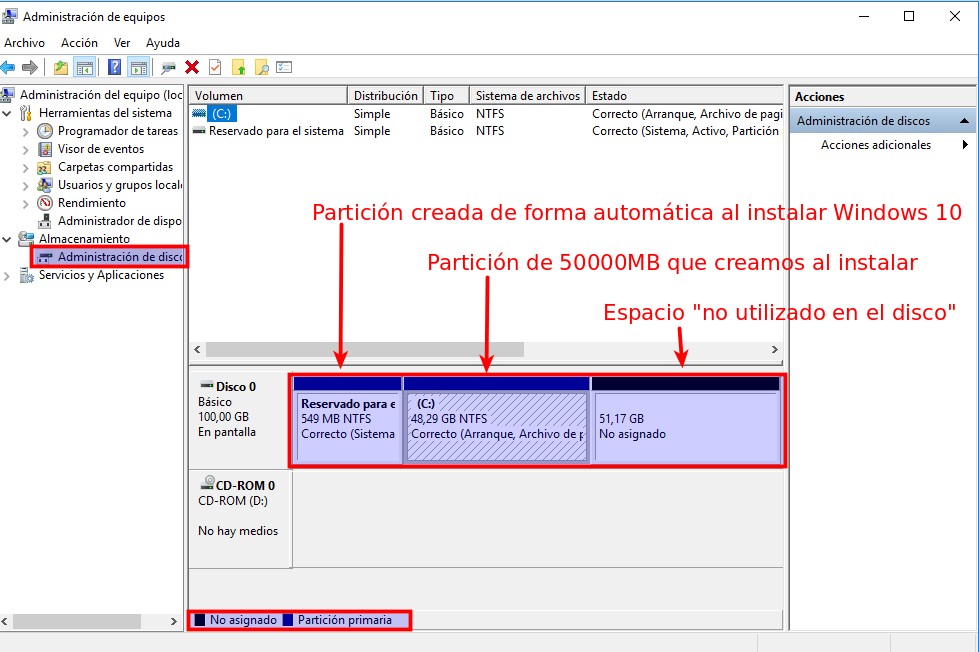 Administración de equipos
Archivo Acción Ver Ayuda
Administración del equipo (loc
Herramientas del sistema
Programador de tareas
Visor de eventos
Carpetas compartidas
Usuarios y grupos locale
Rendimiento
Administrador de dispo
Almacenamiento
Administración de disco
Servicios y Aplicaciones
Volumen Distribución Tipo Sistema de archivos Estado
(C:) Simple Básico NTFS Correcto (Arranque, Archivo de pagi
Reservado para el sistema Simple Básico NTFS Correcto (Sistema, Activo, Partición
Acciones
Administración de discos
Acciones adicionales
Partición creada de forma automática al instalar Windows 10
Partición de 50000MB que creamos al instalar
Espacio "no utilizado en el disco"
Disco 0
Básico
100,00 GB
En pantalla
Reservado para e
549 MB NTFS
Correcto (Sistema
(C:)
48,29 GB NTFS
Correcto (Arranque, Archivo de p
51,17 GB
No asignado
CD-ROM 0
CD-ROM (D:)
No hay medios
No asignado Partición primaria